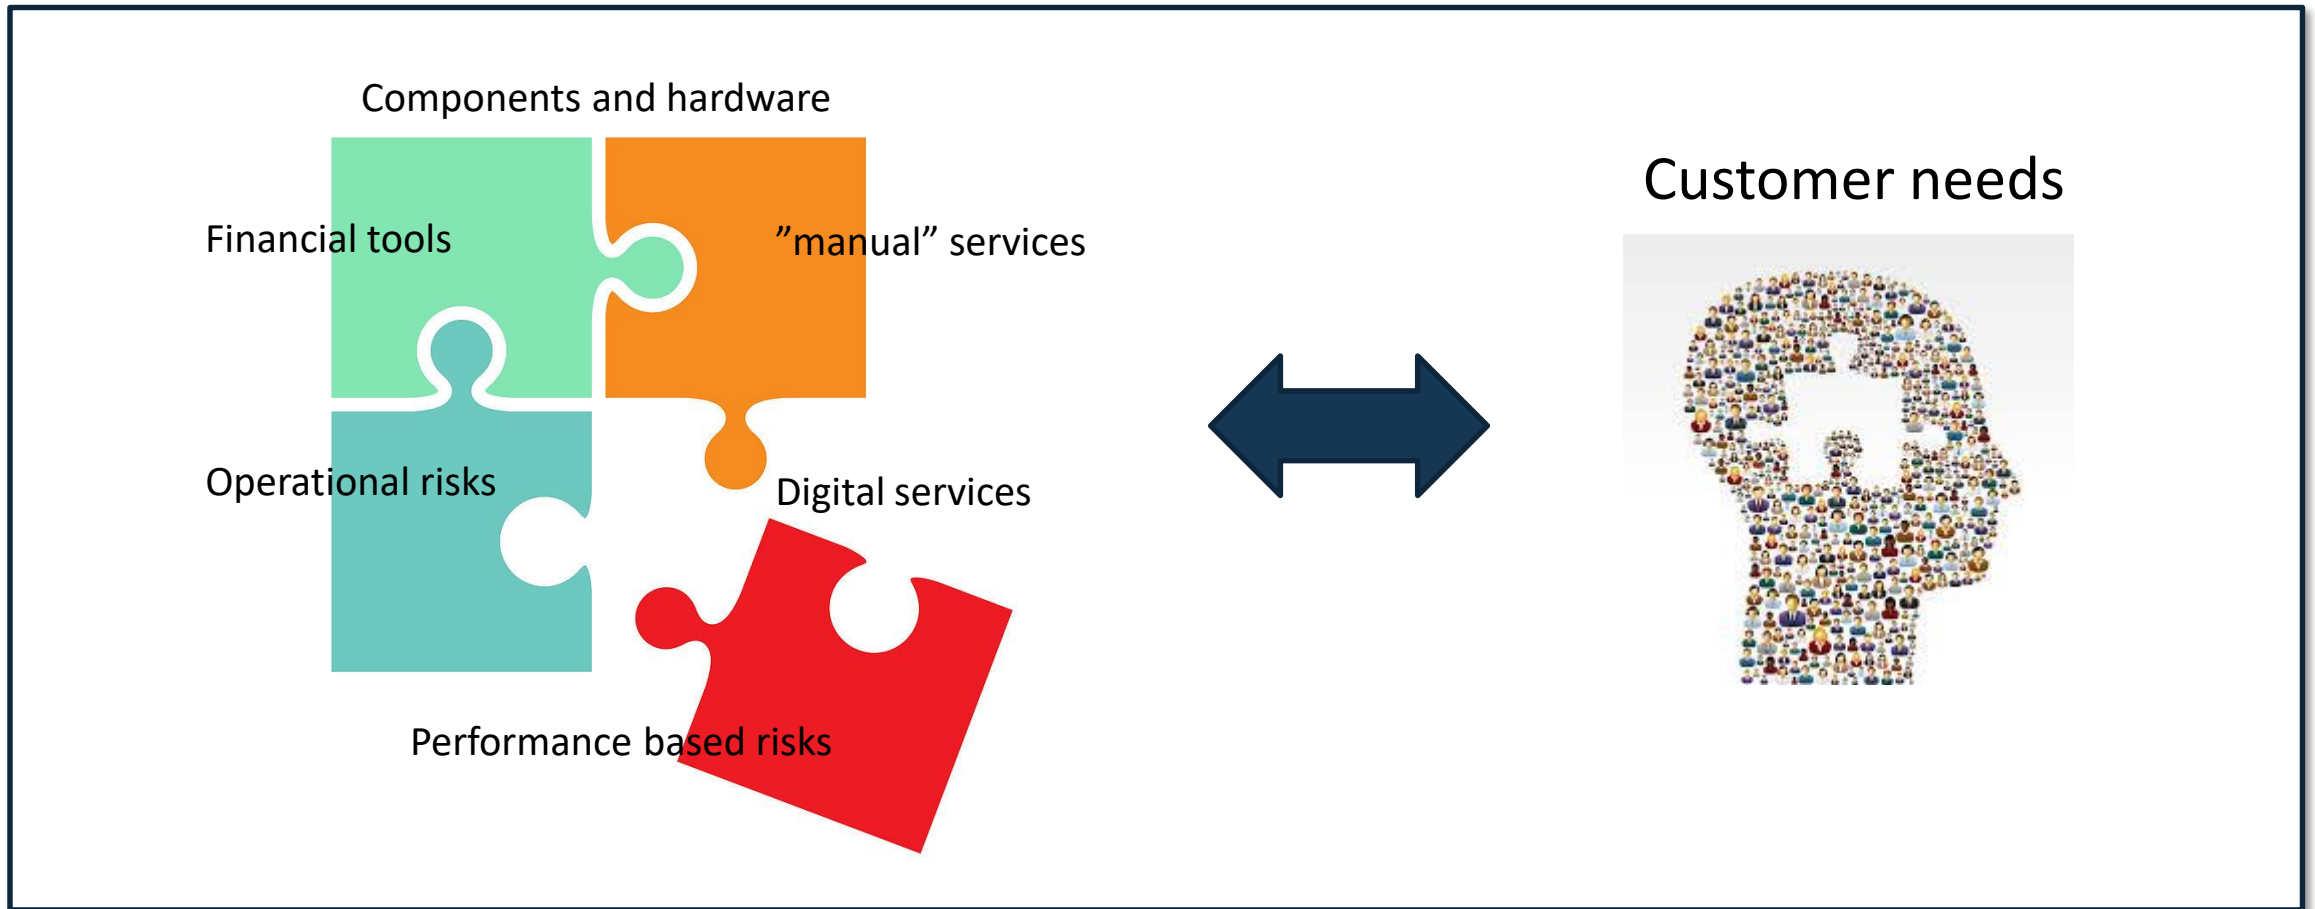 Components and hardware
Financial tools
”manual” services
Operational risks
Digital services
Performance based risks
Customer needs